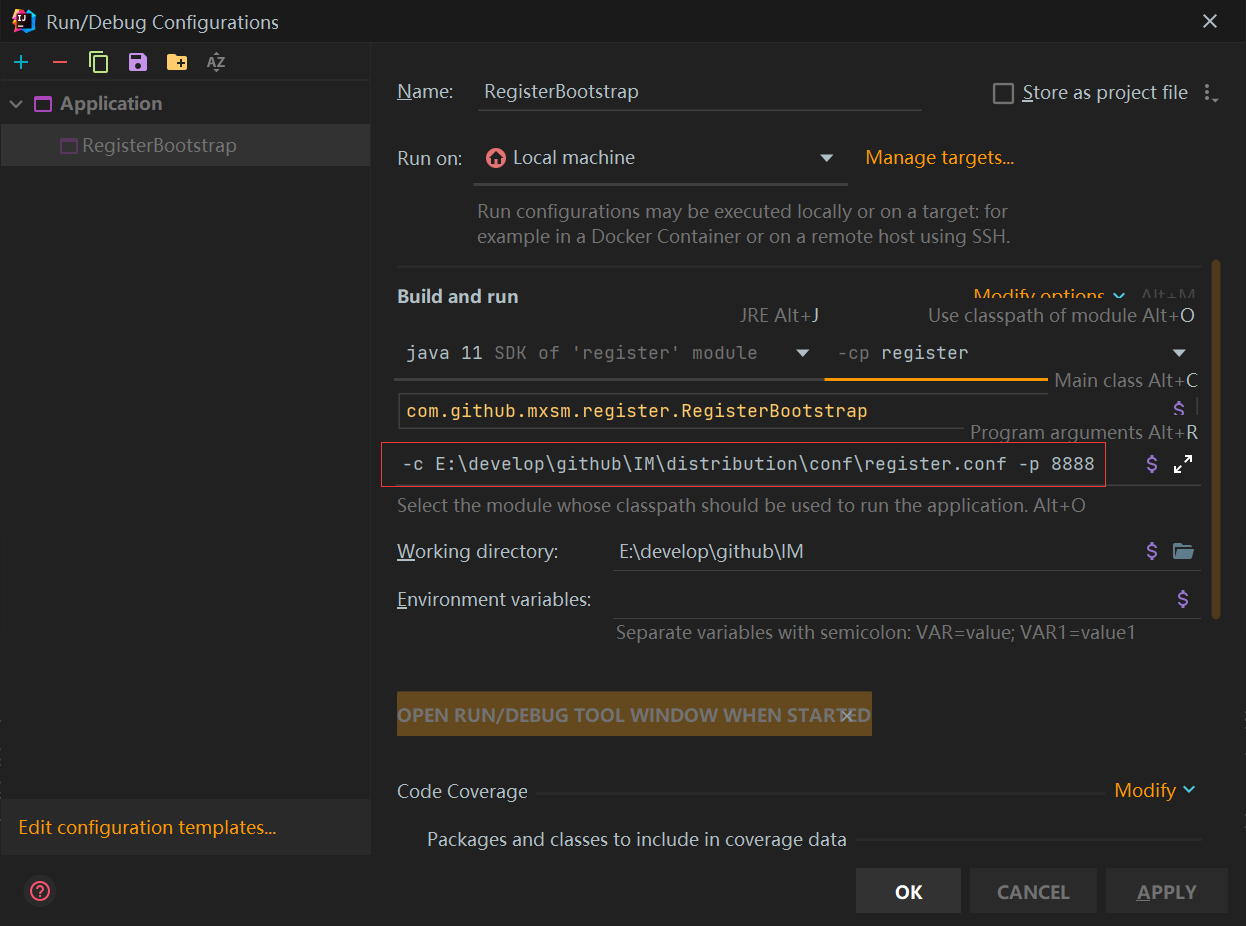 Run/Debug Configurations
Application
RegisterBootstrap
Edit configuration templates...
Name: RegisterBootstrap
Store as project file
Run on: Local machine
Manage targets...
Run configurations may be executed locally or on a target: for
example in a Docker Container or on a remote host using SSH.
Build and run
Modify options Alt+M
JRE Alt+J
Use classpath of module Alt+O
java 11 SDK of 'register' module
-cp register
Main class Alt+C
com.github.mxsm.register.RegisterBootstrap
Program arguments Alt+R
-c E:\develop\github\IM\distribution\conf\register.conf -p 8888
Select the module whose classpath should be used to run the application. Alt+O
Working directory: E:\develop\github\IM
Environment variables:
Separate variables with semicolon: VAR=value; VAR1=value1
OPEN RUN/DEBUG TOOL WINDOW WHEN STARTED
Code Coverage
Modify
Packages and classes to include in coverage data
OK
CANCEL
APPLY